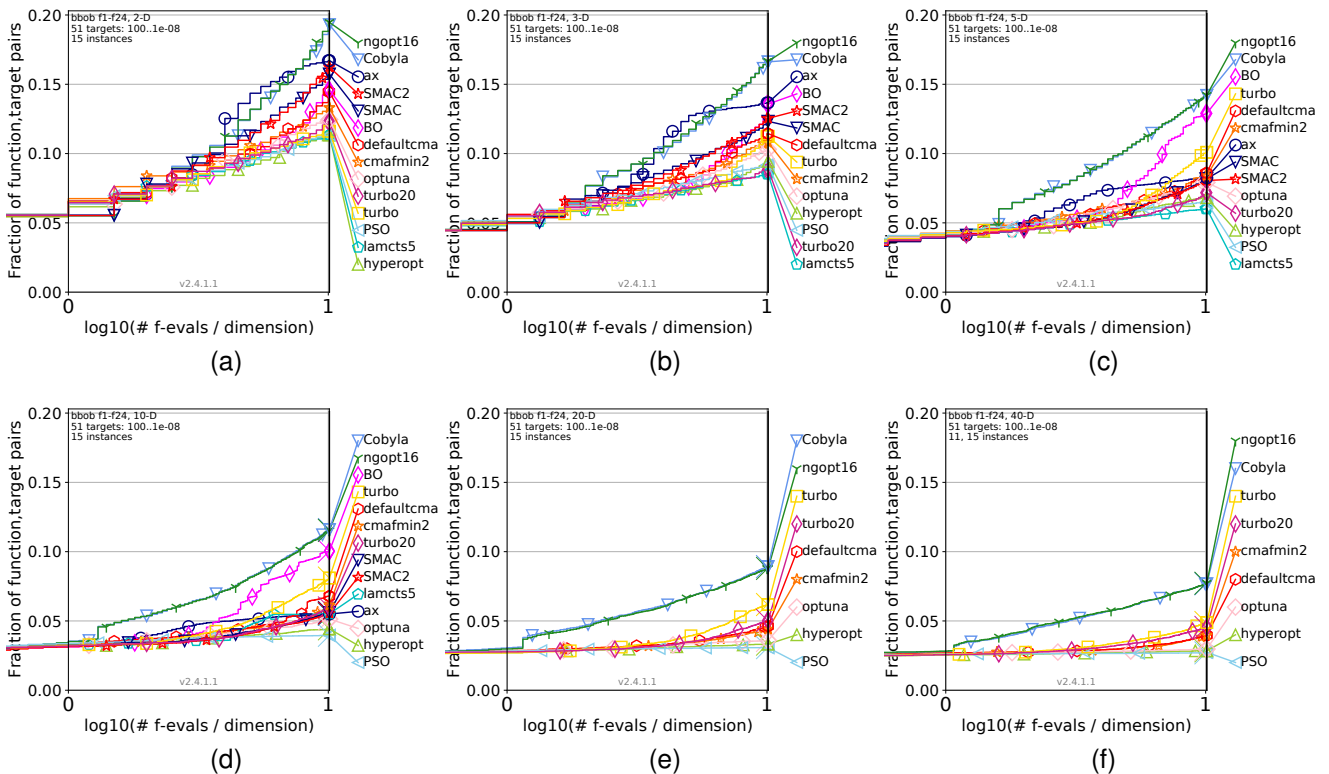 bbob f1-f24, 2-D
51 targets: 100..1e-08
15 instances
0.20
0.15
0.10
0.05
0.00
Fraction of function,target pairs
ngopt16
Cobyla
ax
SMAC2
SMAC
BO
defaultcma
cmafmin2
optuna
turbo20
turbo
PSO
lamcts5
hyperopt
v2.4.1.1
0
1
log10(# f-evals / dimension)
(a)
bbob f1-f24, 3-D
51 targets: 100..1e-08
15 instances
0.20
0.15
0.10
0.05
0.00
Fraction of function,target pairs
ngopt16
Cobyla
ax
BO
SMAC2
SMAC
defaultcma
turbo
cmafmin2
optuna
hyperopt
PSO
turbo20
lamcts5
v2.4.1.1
0
1
log10(# f-evals / dimension)
(b)
bbob f1-f24, 5-D
51 targets: 100..1e-08
15 instances
0.20
0.15
0.10
0.05
0.00
Fraction of function,target pairs
ngopt16
Cobyla
BO
turbo
defaultcma
cmafmin2
ax
SMAC
SMAC2
optuna
turbo20
hyperopt
PSO
lamcts5
v2.4.1.1
0
1
log10(# f-evals / dimension)
(c)
bbob f1-f24, 10-D
51 targets: 100..1e-08
15 instances
0.20
0.15
0.10
0.05
0.00
Fraction of function,target pairs
Cobyla
ngopt16
BO
turbo
defaultcma
cmafmin2
turbo20
SMAC
SMAC2
lamcts5
ax
optuna
hyperopt
PSO
v2.4.1.1
0
1
log10(# f-evals / dimension)
(d)
bbob f1-f24, 20-D
51 targets: 100..1e-08
15 instances
0.20
0.15
0.10
0.05
0.00
Fraction of function,target pairs
Cobyla
ngopt16
turbo
turbo20
defaultcma
cmafmin2
optuna
hyperopt
PSO
v2.4.1.1
0
1
log10(# f-evals / dimension)
(e)
bbob f1-f24, 40-D
51 targets: 100..1e-08
11, 15 instances
0.20
0.15
0.10
0.05
0.00
Fraction of function,target pairs
ngopt16
Cobyla
turbo
turbo20
cmafmin2
defaultcma
optuna
hyperopt
PSO
v2.4.1.1
0
1
log10(# f-evals / dimension)
(f)